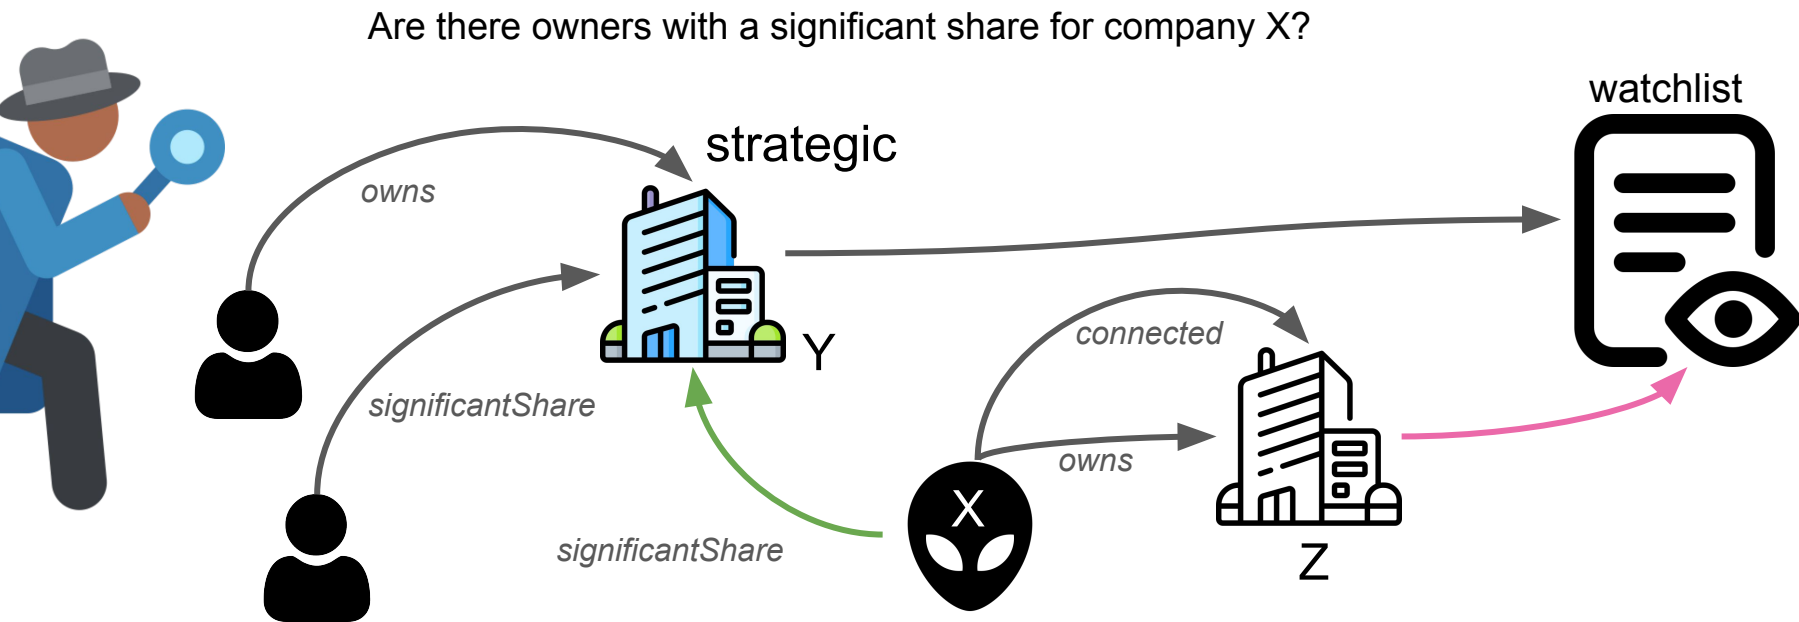 Are there owners with a significant share for company X?
watchlist
strategic
owns
connected
Y
significantShare
owns
X
significantShare
Z